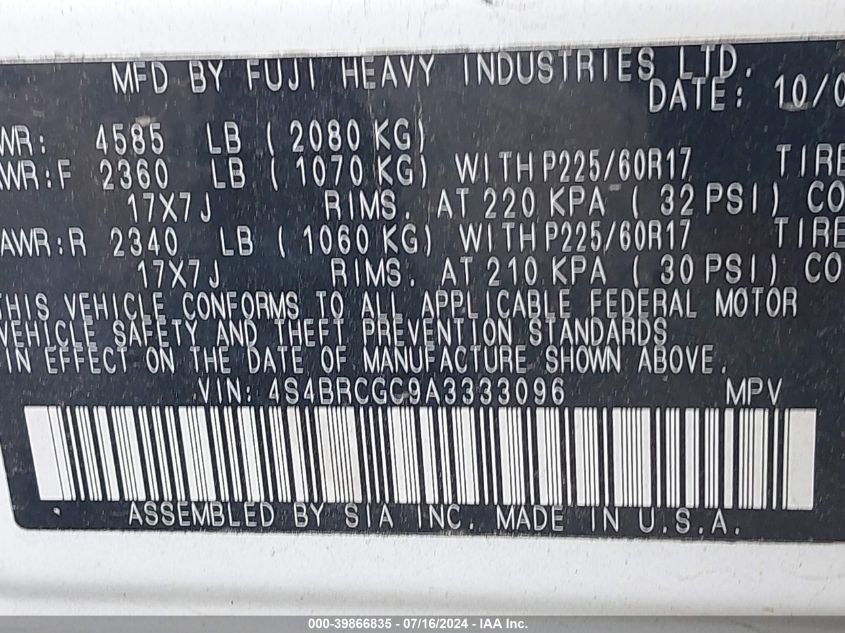 MFD BY FUJI HEAVY INDUSTRIES LTD.
DATE: 10/0
WR: 4585 LB ( 2080 KG)
AWR:F 2360 LB ( 1070 KG) WITH P225/60R17 TIRE
17X7J RIMS. AT 220 KPA ( 32 PSI) CO
AWR:R 2340 LB ( 1060 KG) WITH P225/60R17 TIRE
17X7J RIMS. AT 210 KPA ( 30 PSI) CO
THIS VEHICLE CONFORMS TO ALL APPLICABLE FEDERAL MOTOR
VEHICLE SAFETY AND THEFT PREVENTION STANDARDS
IN EFFECT ON THE DATE OF MANUFACTURE SHOWN ABOVE.
VIN: 4S4BRCGC9A3333096 MPV
ASSEMBLED BY SIA INC. MADE IN U.S.A.
000-39866835 - 07/16/2024 - IAA Inc.